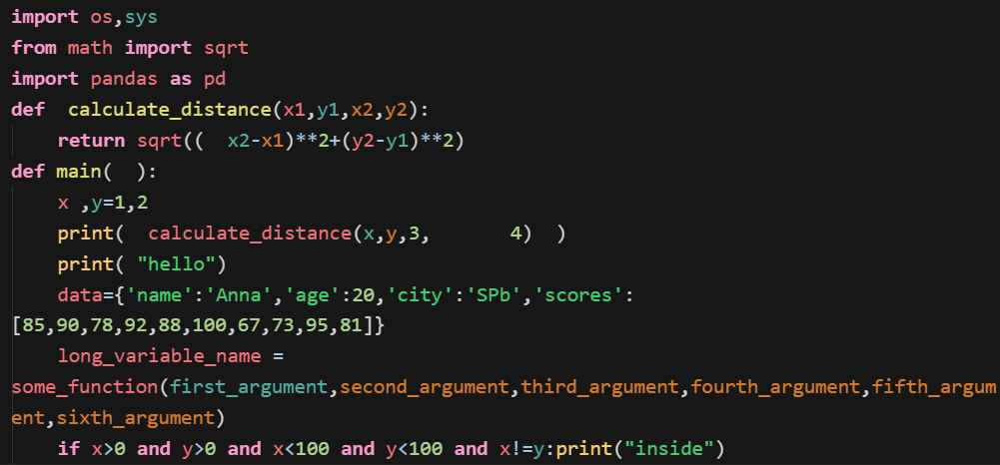 import os,sys
from math import sqrt
import pandas as pd
def  calculate_distance(x1,y1,x2,y2):
    return sqrt((  x2-x1)**2+(y2-y1)**2)
def main(  ):
    x ,y=1,2
    print(  calculate_distance(x,y,3,       4)  )
    print( "hello")
    data={'name':'Anna','age':20,'city':'SPb','scores':
[85,90,78,92,88,100,67,73,95,81]}
    long_variable_name =
some_function(first_argument,second_argument,third_argument,fourth_argument,fifth_argum
ent,sixth_argument)
    if x>0 and y>0 and x<100 and y<100 and x!=y:print("inside")